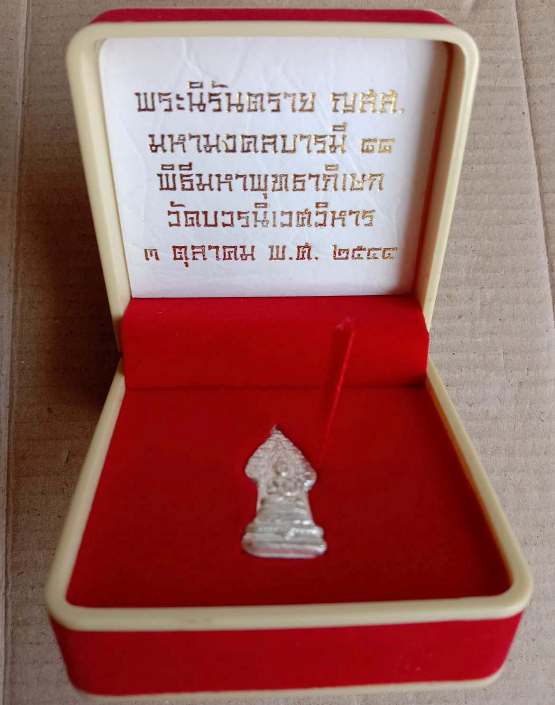 พระนิรันตราย ญสส.
มหามงคลบารมี ๘๘
พิธีมหาพุทธาภิเษก
วัดบวรนิเวศวิหาร
๓ ตุลาคม พ.ศ. ๒๕๔๔